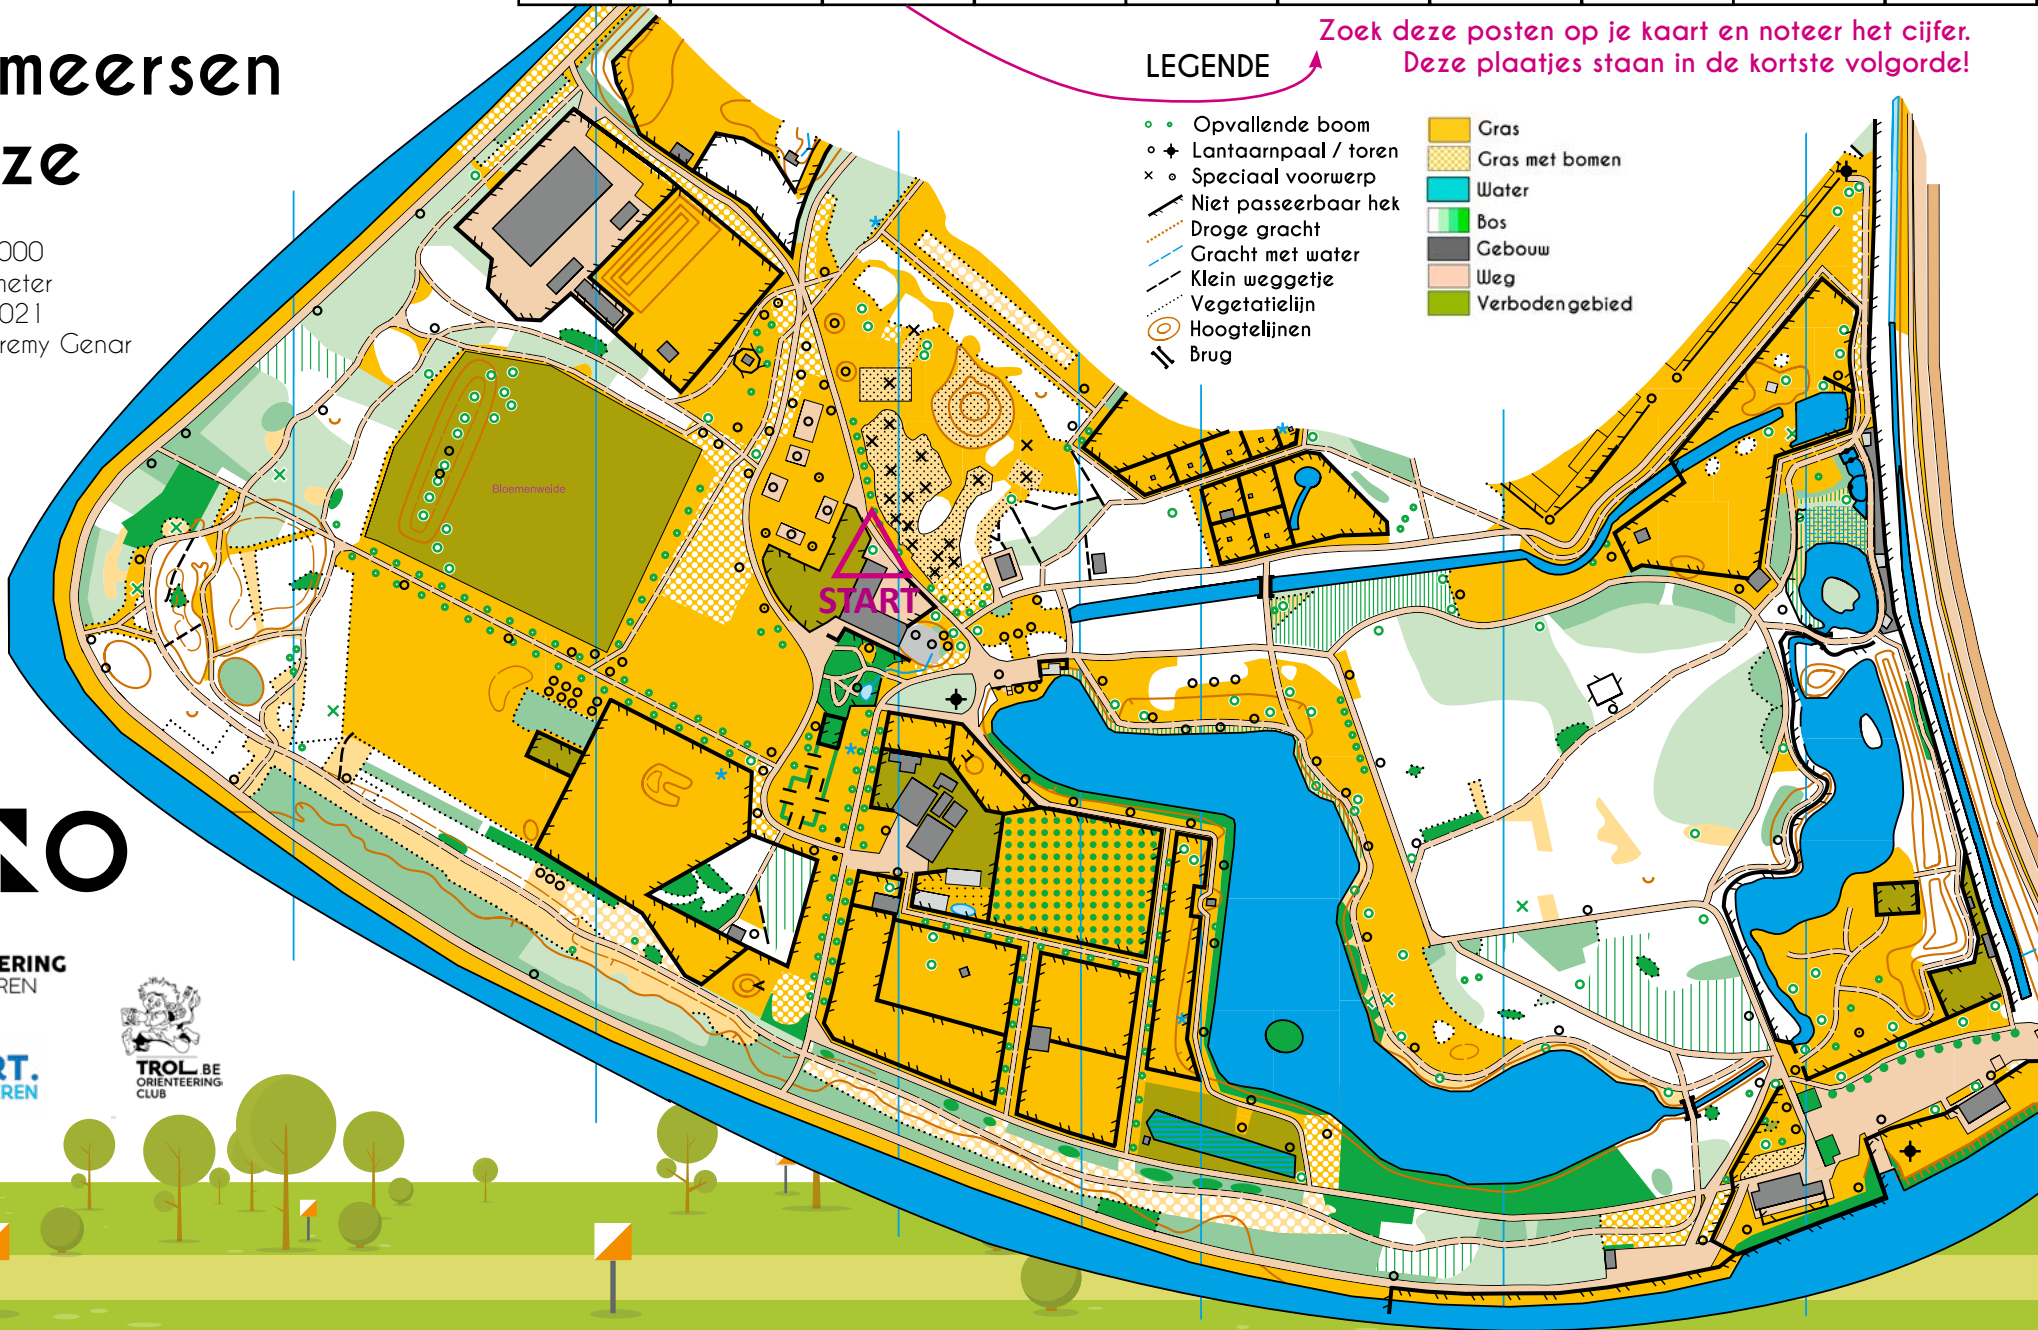 meersen
ze
000
meter
021
remy Genar
Zoek deze posten op je kaart en noteer het cijfer.
Deze plaatjes staan in de kortste volgorde!
LEGENDE
Opvallende boom
Lantaarnpaal / toren
Speciaal voorwerp
Niet passeerbaar hek
Droge gracht
Gracht met water
Klein weggetje
Vegetatielijn
Hoogtelijnen
Brug
Gras
Gras met bomen
Water
Bos
Gebouw
Weg
Verboden gebied
Bloemenweide
START
NO
ERING
REN
RT.
REN
TROL.BE
ORIENTEERING
CLUB